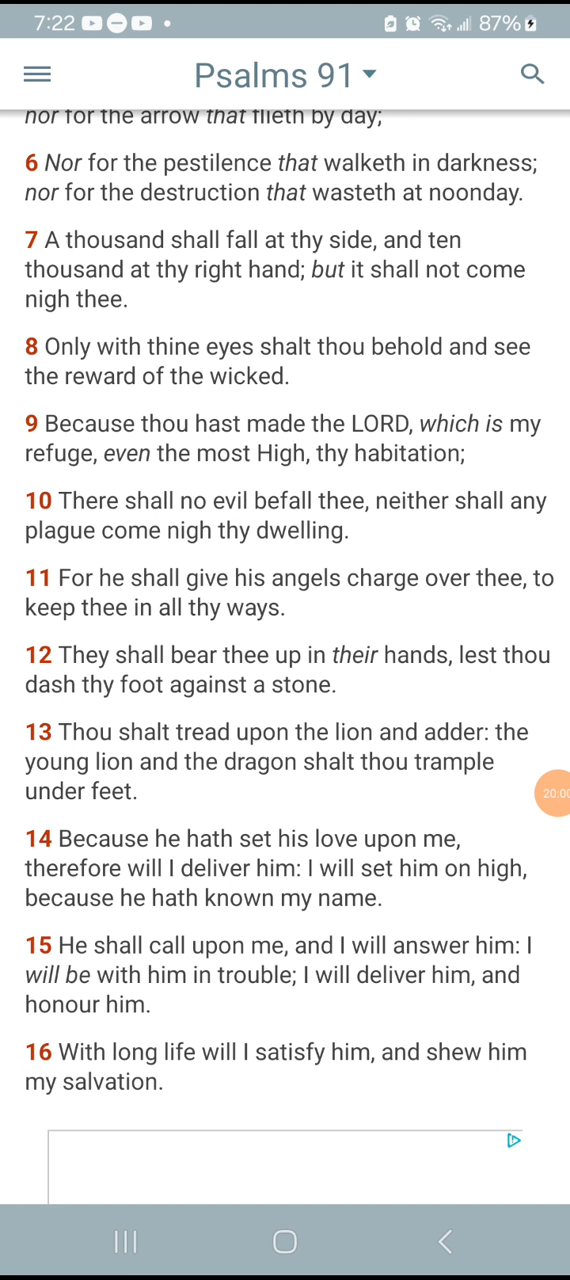 7:22
87%
Psalms 91
nor for the arrow that flieth by day;
6 Nor for the pestilence that walketh in darkness;
nor for the destruction that wasteth at noonday.
7 A thousand shall fall at thy side, and ten
thousand at thy right hand; but it shall not come
nigh thee.
8 Only with thine eyes shalt thou behold and see
the reward of the wicked.
9 Because thou hast made the LORD, which is my
refuge, even the most High, thy habitation;
10 There shall no evil befall thee, neither shall any
plague come nigh thy dwelling.
11 For he shall give his angels charge over thee, to
keep thee in all thy ways.
12 They shall bear thee up in their hands, lest thou
dash thy foot against a stone.
13 Thou shalt tread upon the lion and adder: the
young lion and the dragon shalt thou trample
under feet.
20:00
14 Because he hath set his love upon me,
therefore will I deliver him: I will set him on high,
because he hath known my name.
15 He shall call upon me, and I will answer him: I
will be with him in trouble; I will deliver him, and
honour him.
16 With long life will I satisfy him, and shew him
my salvation.